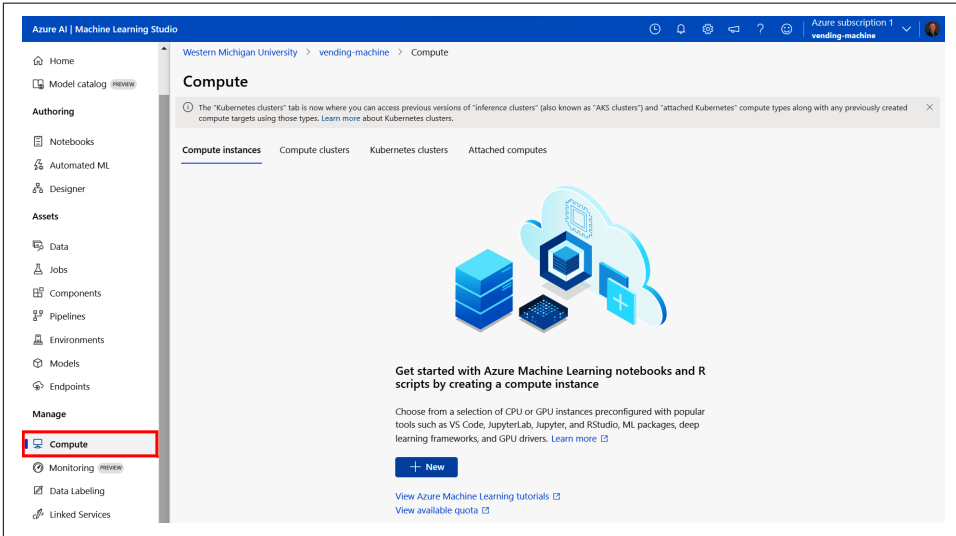 Azure AI | Machine Learning Studio
Azure subscription 1
vending-machine
Home
Model catalog PREVIEW
Authoring
Notebooks
Automated ML
Designer
Assets
Data
Jobs
Components
Pipelines
Environments
Models
Endpoints
Manage
Compute
Monitoring PREVIEW
Data Labeling
Linked Services
Western Michigan University > vending-machine > Compute
Compute
The "Kubernetes clusters" tab is now where you can access previous versions of "inference clusters" (also known as "AKS clusters") and "attached Kubernetes" compute types along with any previously created
compute targets using those types. Learn more about Kubernetes clusters.
Compute instances Compute clusters Kubernetes clusters Attached computes
Get started with Azure Machine Learning notebooks and R
scripts by creating a compute instance
Choose from a selection of CPU or GPU instances preconfigured with popular
tools such as VS Code, JupyterLab, Jupyter, and RStudio, ML packages, deep
learning frameworks, and GPU drivers. Learn more
+ New
View Azure Machine Learning tutorials
View available quota